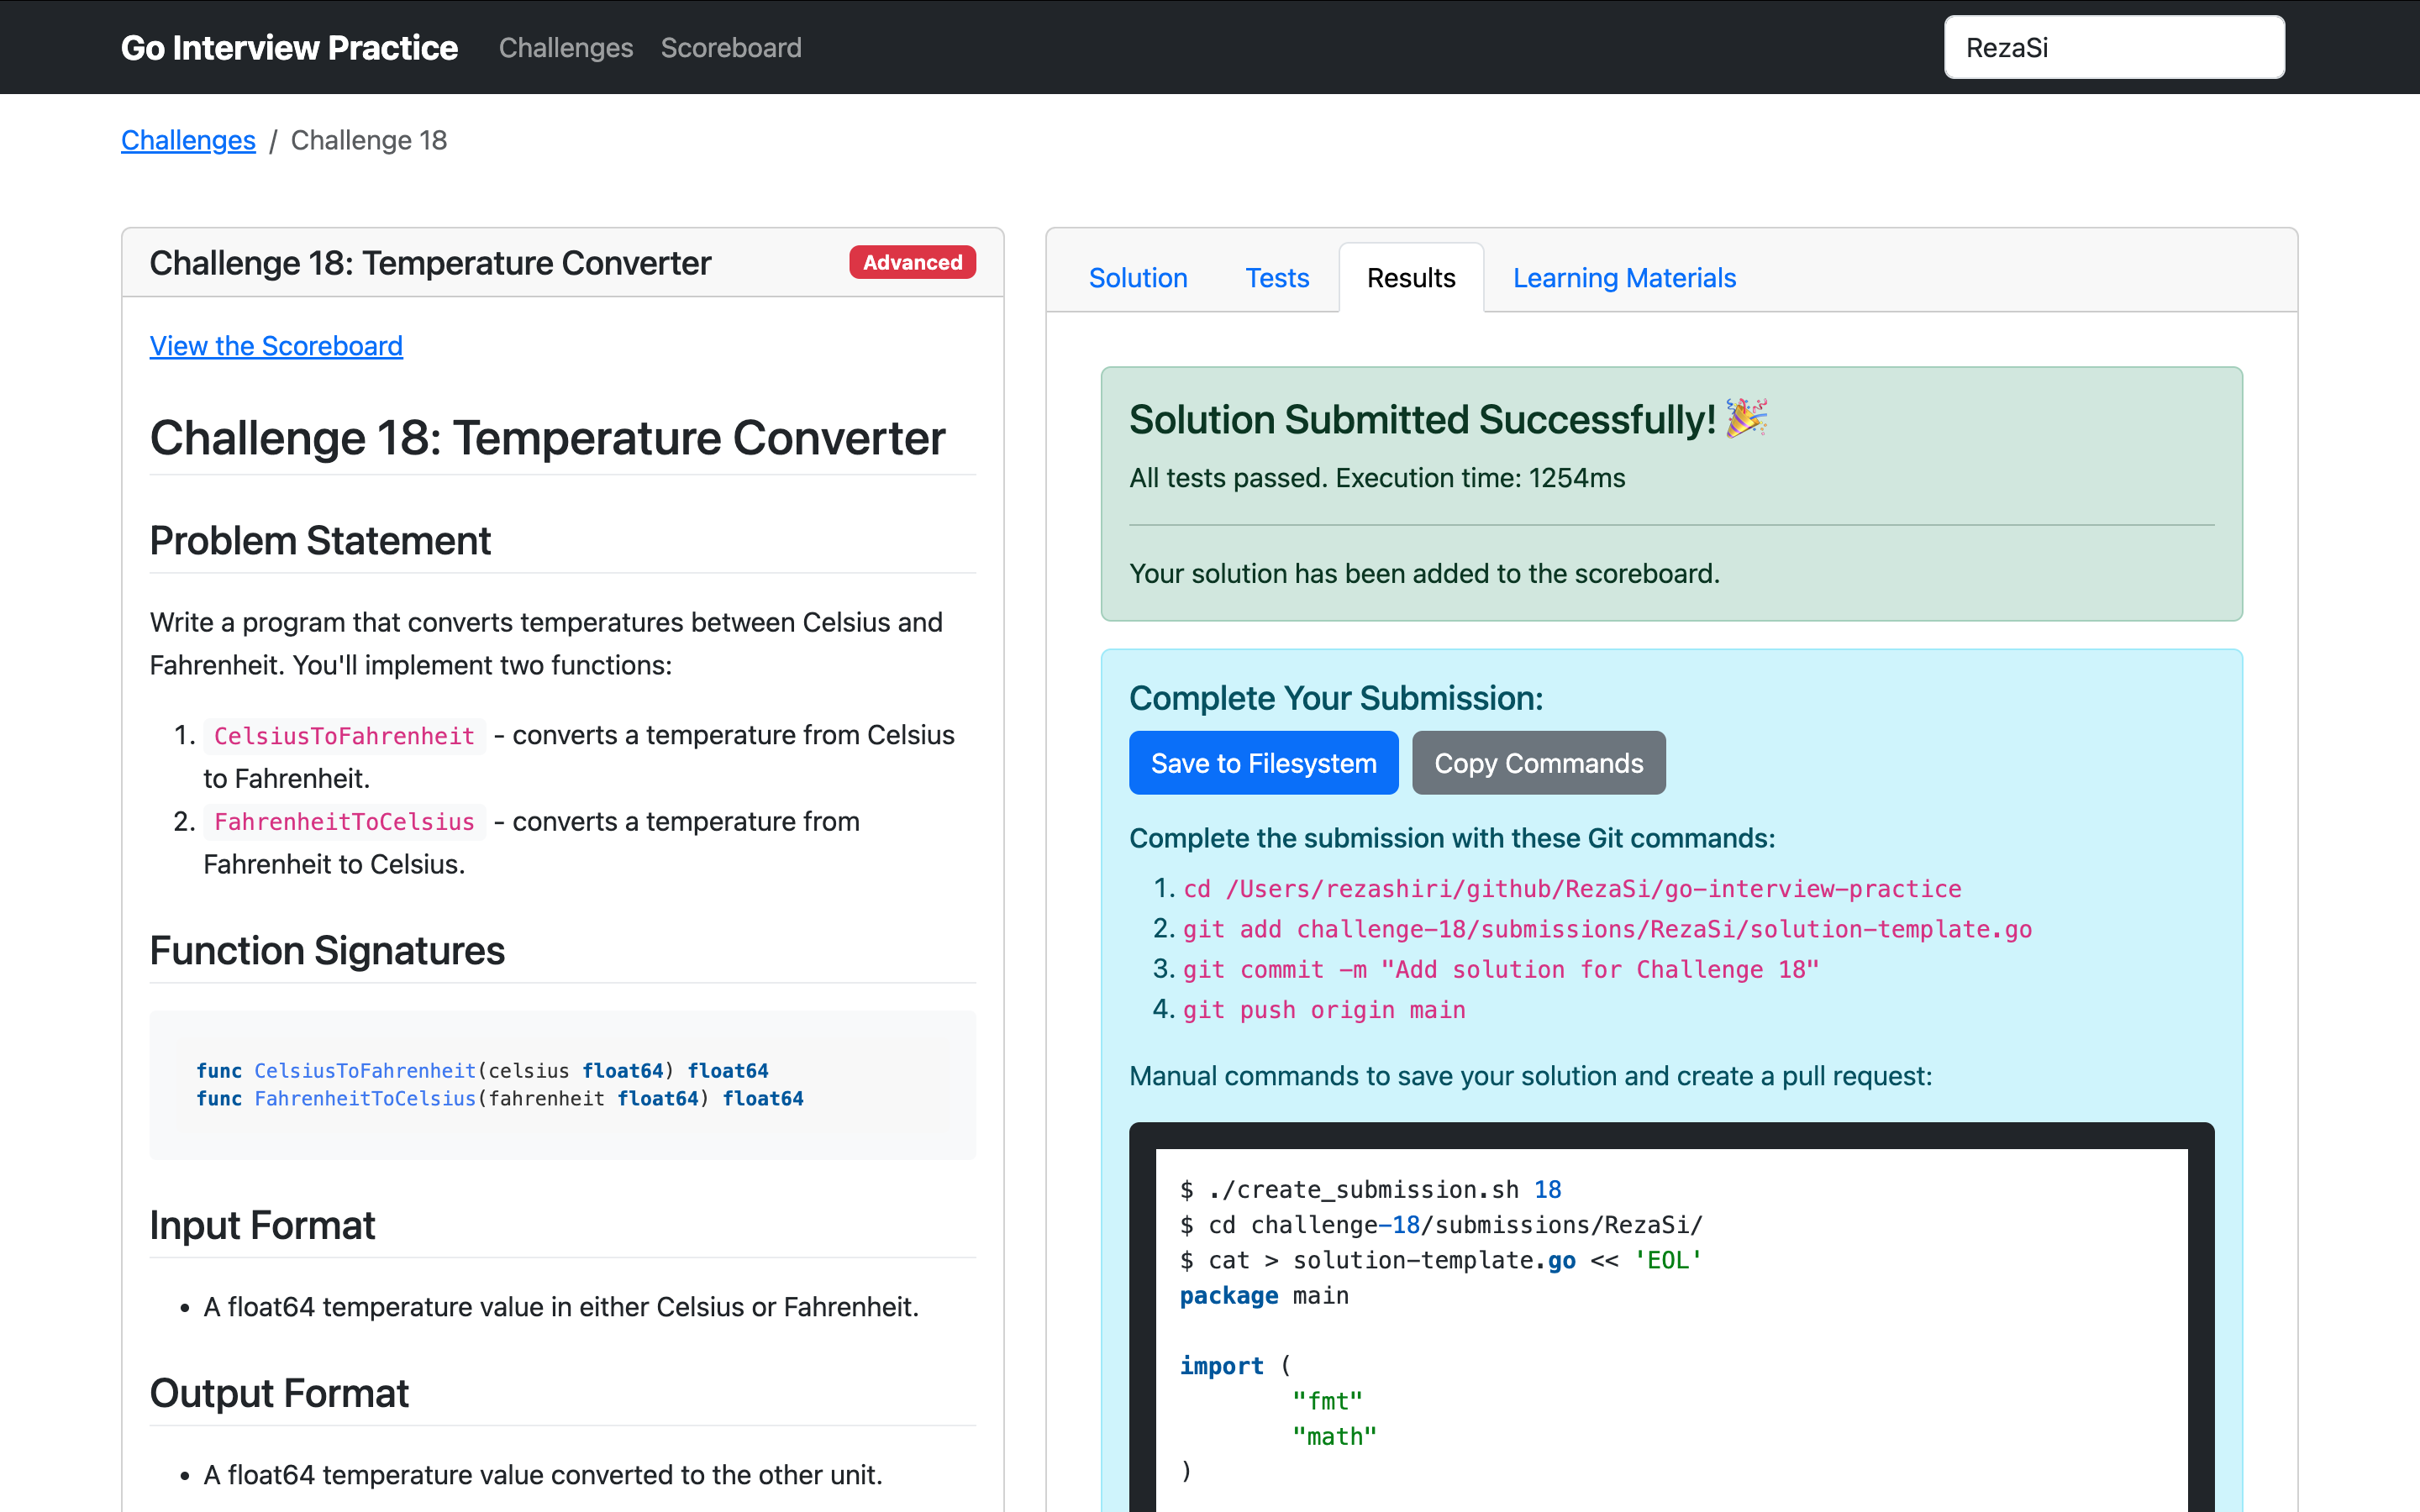 Go Interview Practice Challenges Scoreboard RezaSi
Challenges / Challenge 18
Challenge 18: Temperature Converter Advanced
View the Scoreboard
Challenge 18: Temperature Converter
Problem Statement
Write a program that converts temperatures between Celsius and
Fahrenheit. You'll implement two functions:
1. CelsiusToFahrenheit - converts a temperature from Celsius
to Fahrenheit.
2. FahrenheitToCelsius - converts a temperature from
Fahrenheit to Celsius.
Function Signatures
func CelsiusToFahrenheit(celsius float64) float64
func FahrenheitToCelsius(fahrenheit float64) float64
Input Format
• A float64 temperature value in either Celsius or Fahrenheit.
Output Format
• A float64 temperature value converted to the other unit.
Solution Tests Results Learning Materials
Solution Submitted Successfully! 🎉
All tests passed. Execution time: 1254ms
Your solution has been added to the scoreboard.
Complete Your Submission:
Save to Filesystem Copy Commands
Complete the submission with these Git commands:
1. cd /Users/rezashiri/github/RezaSi/go-interview-practice
2. git add challenge-18/submissions/RezaSi/solution-template.go
3. git commit -m "Add solution for Challenge 18"
4. git push origin main
Manual commands to save your solution and create a pull request:
$ ./create_submission.sh 18
$ cd challenge-18/submissions/RezaSi/
$ cat > solution-template.go << 'EOL'
package main
import (
"fmt"
"math"
)